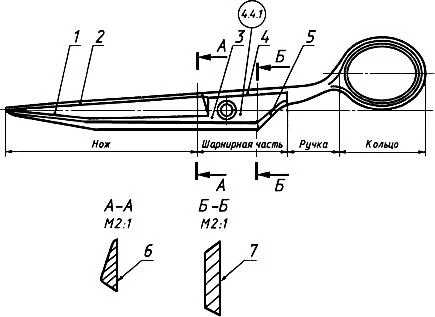 4.4.1
1 2 А 3 4 Б 5
Нож Шарнирная часть Ручка Кольцо
А Б
А-А Б-Б
М2:1 М2:1
6 7